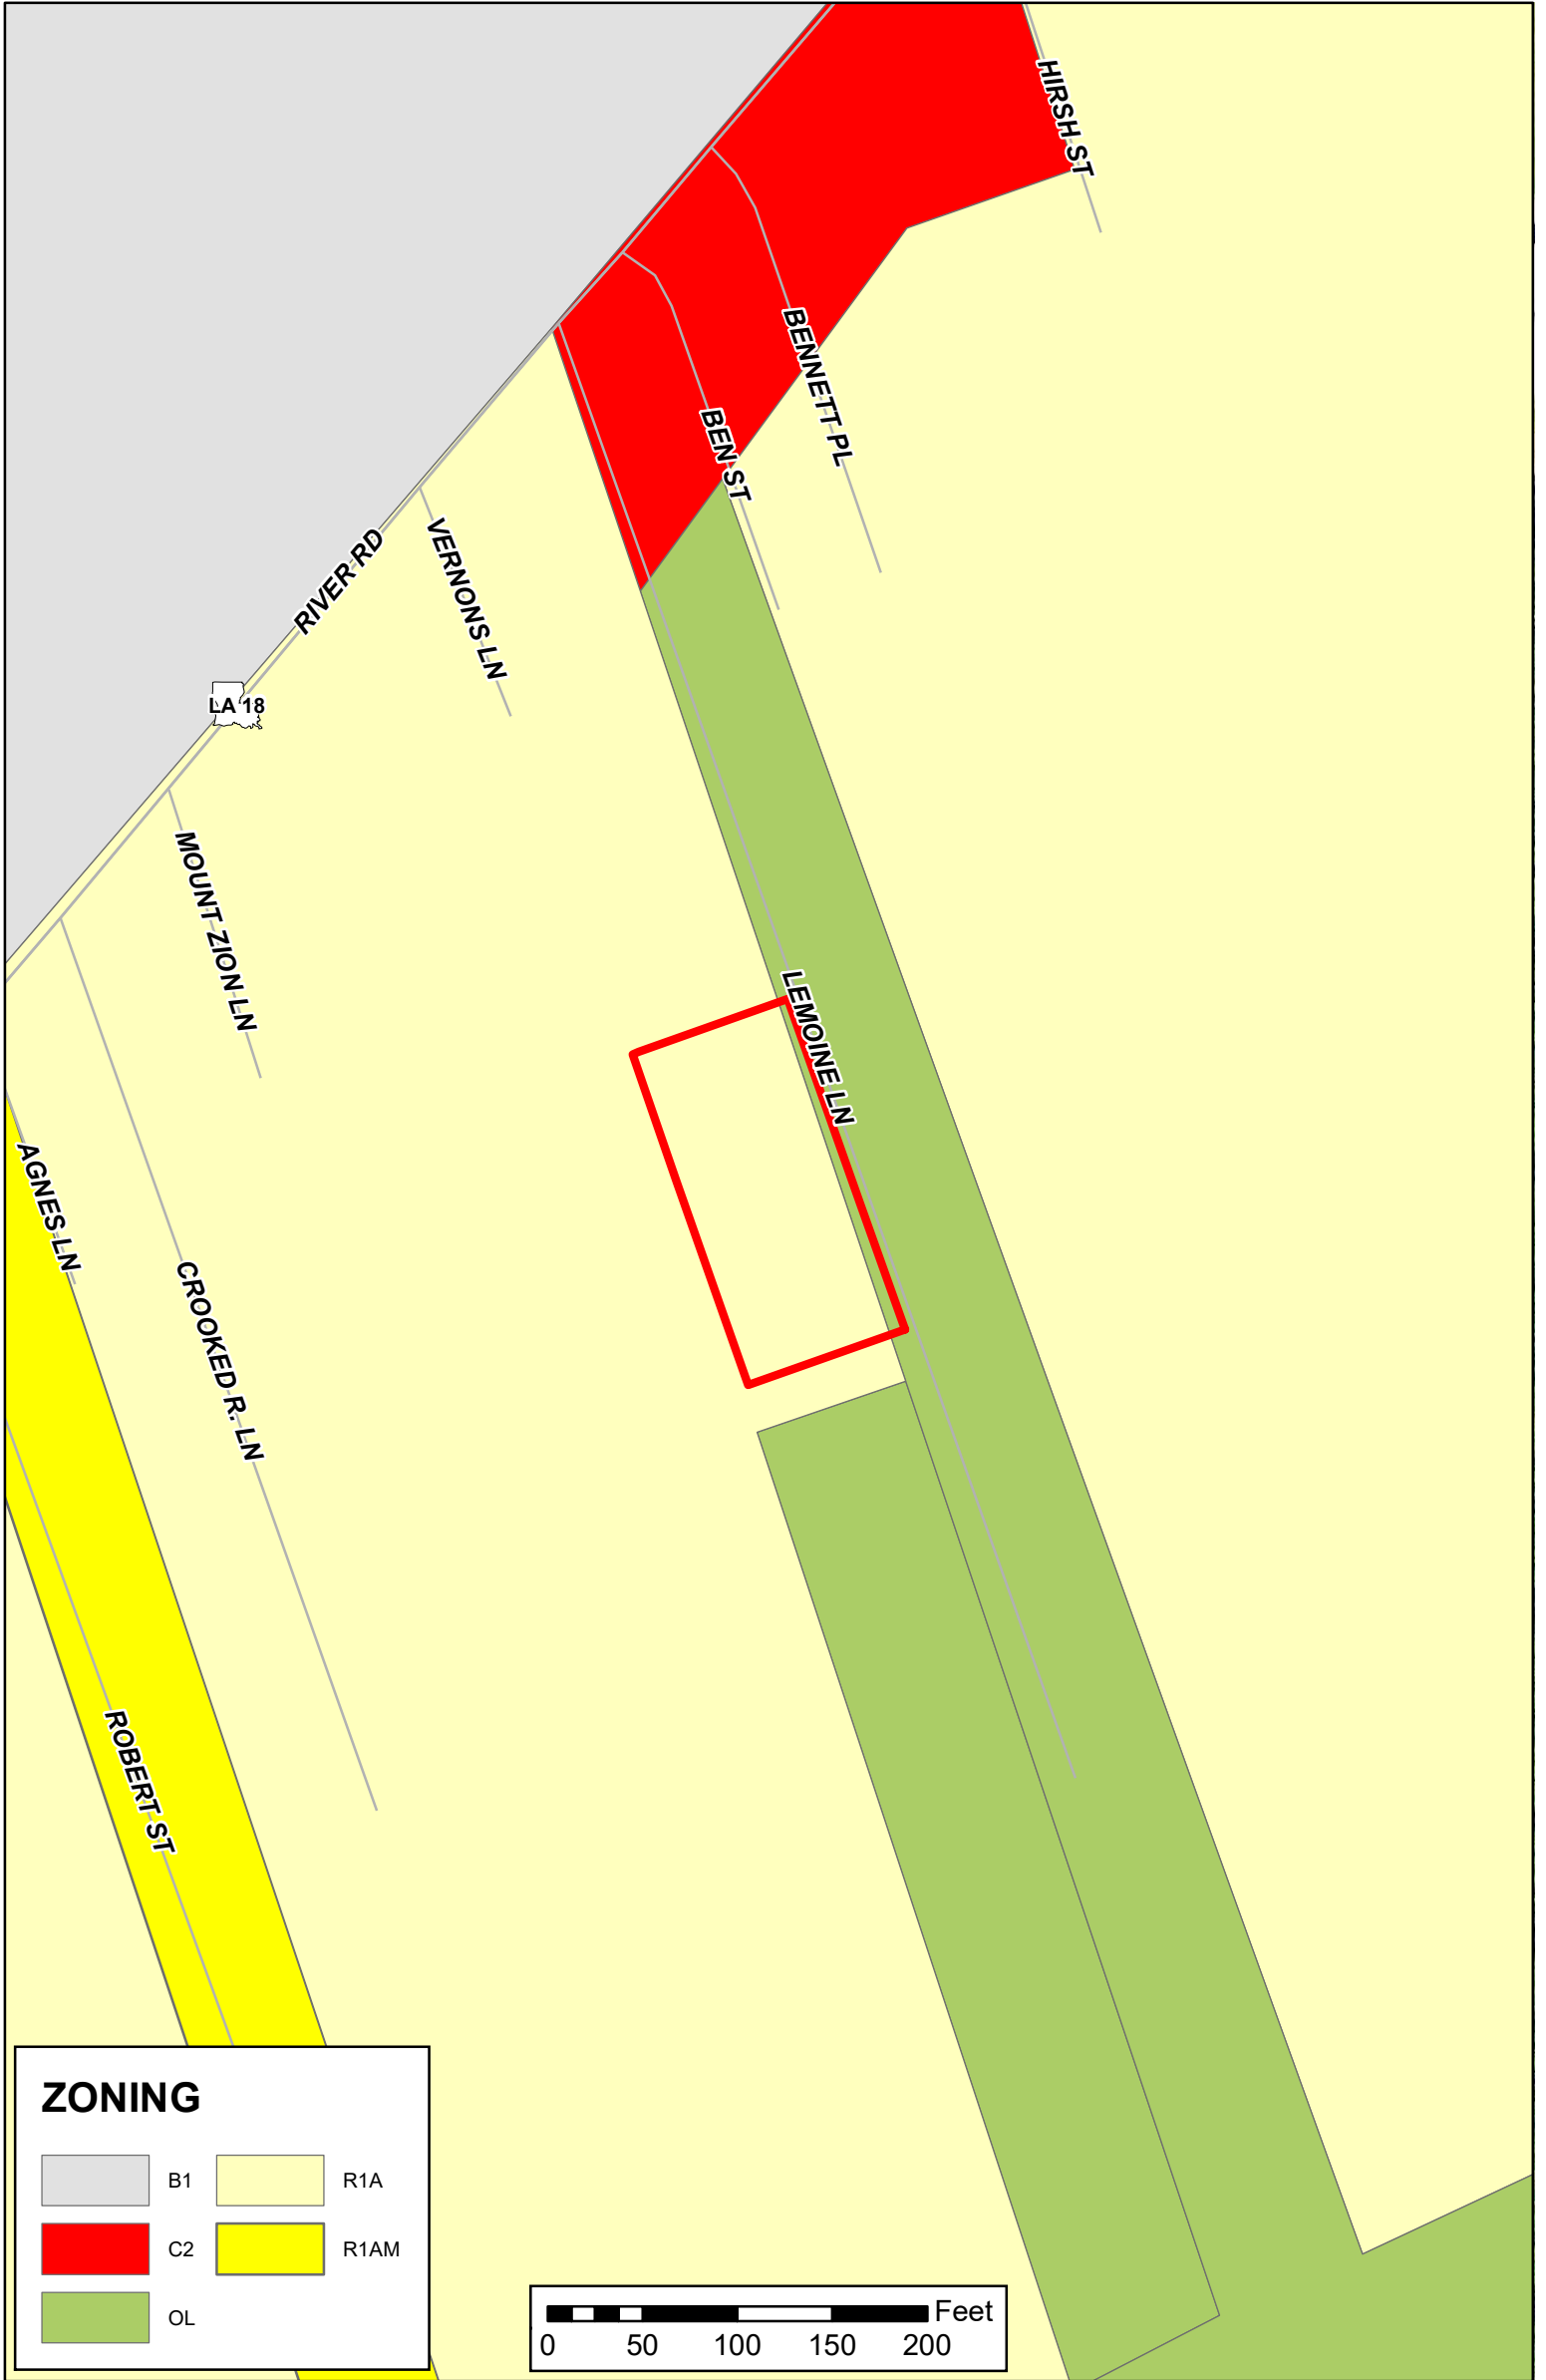 HIRSH ST
BENNETT PL
BEN ST
VERNONS LN
RIVER RD
LA 18
MOUNT ZION LN
LEMOINE LN
AGNES LN
CROOKED R. LN
ROBERT ST
ZONING
B1 R1A
C2 R1AM
OL
Feet
0 50 100 150 200